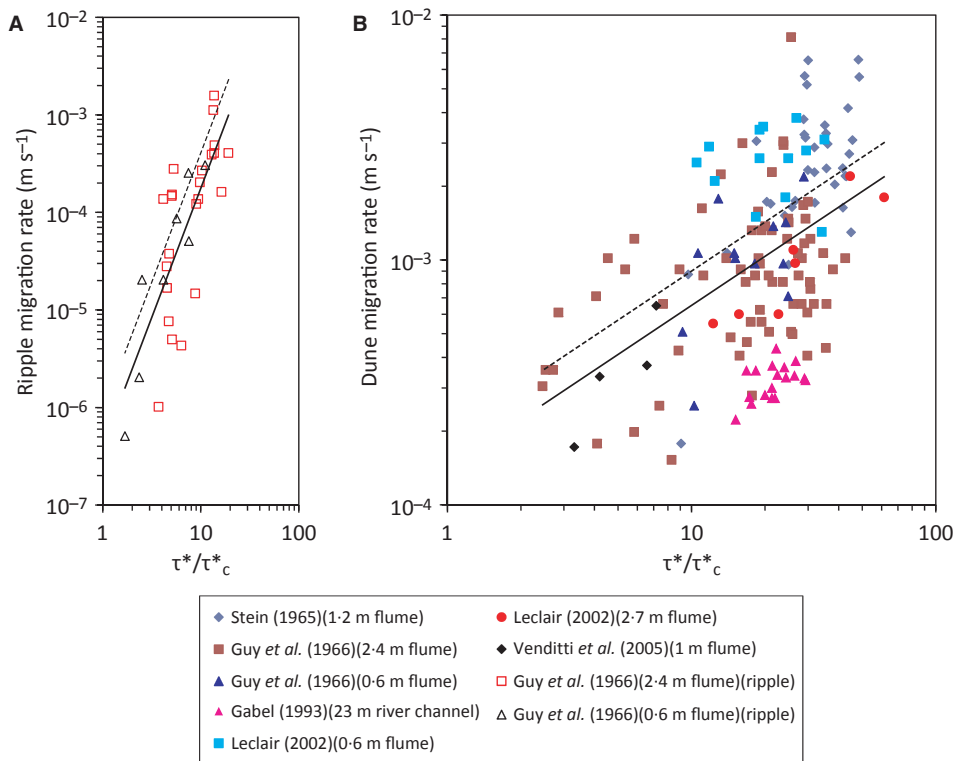 A
Ripple migration rate (m s⁻¹)
10⁻²
10⁻³
10⁻⁴
10⁻⁵
10⁻⁶
10⁻⁷
1
10
100
τ*/τ*c
B
Dune migration rate (m s⁻¹)
10⁻²
10⁻³
10⁻⁴
1
10
100
τ*/τ*c
Stein (1965)(1·2 m flume)
Guy et al. (1966)(2·4 m flume)
Guy et al. (1966)(0·6 m flume)
Gabel (1993)(23 m river channel)
Leclair (2002)(0·6 m flume)
Leclair (2002)(2·7 m flume)
Venditti et al. (2005)(1 m flume)
Guy et al. (1966)(2·4 m flume)(ripple)
Guy et al. (1966)(0·6 m flume)(ripple)